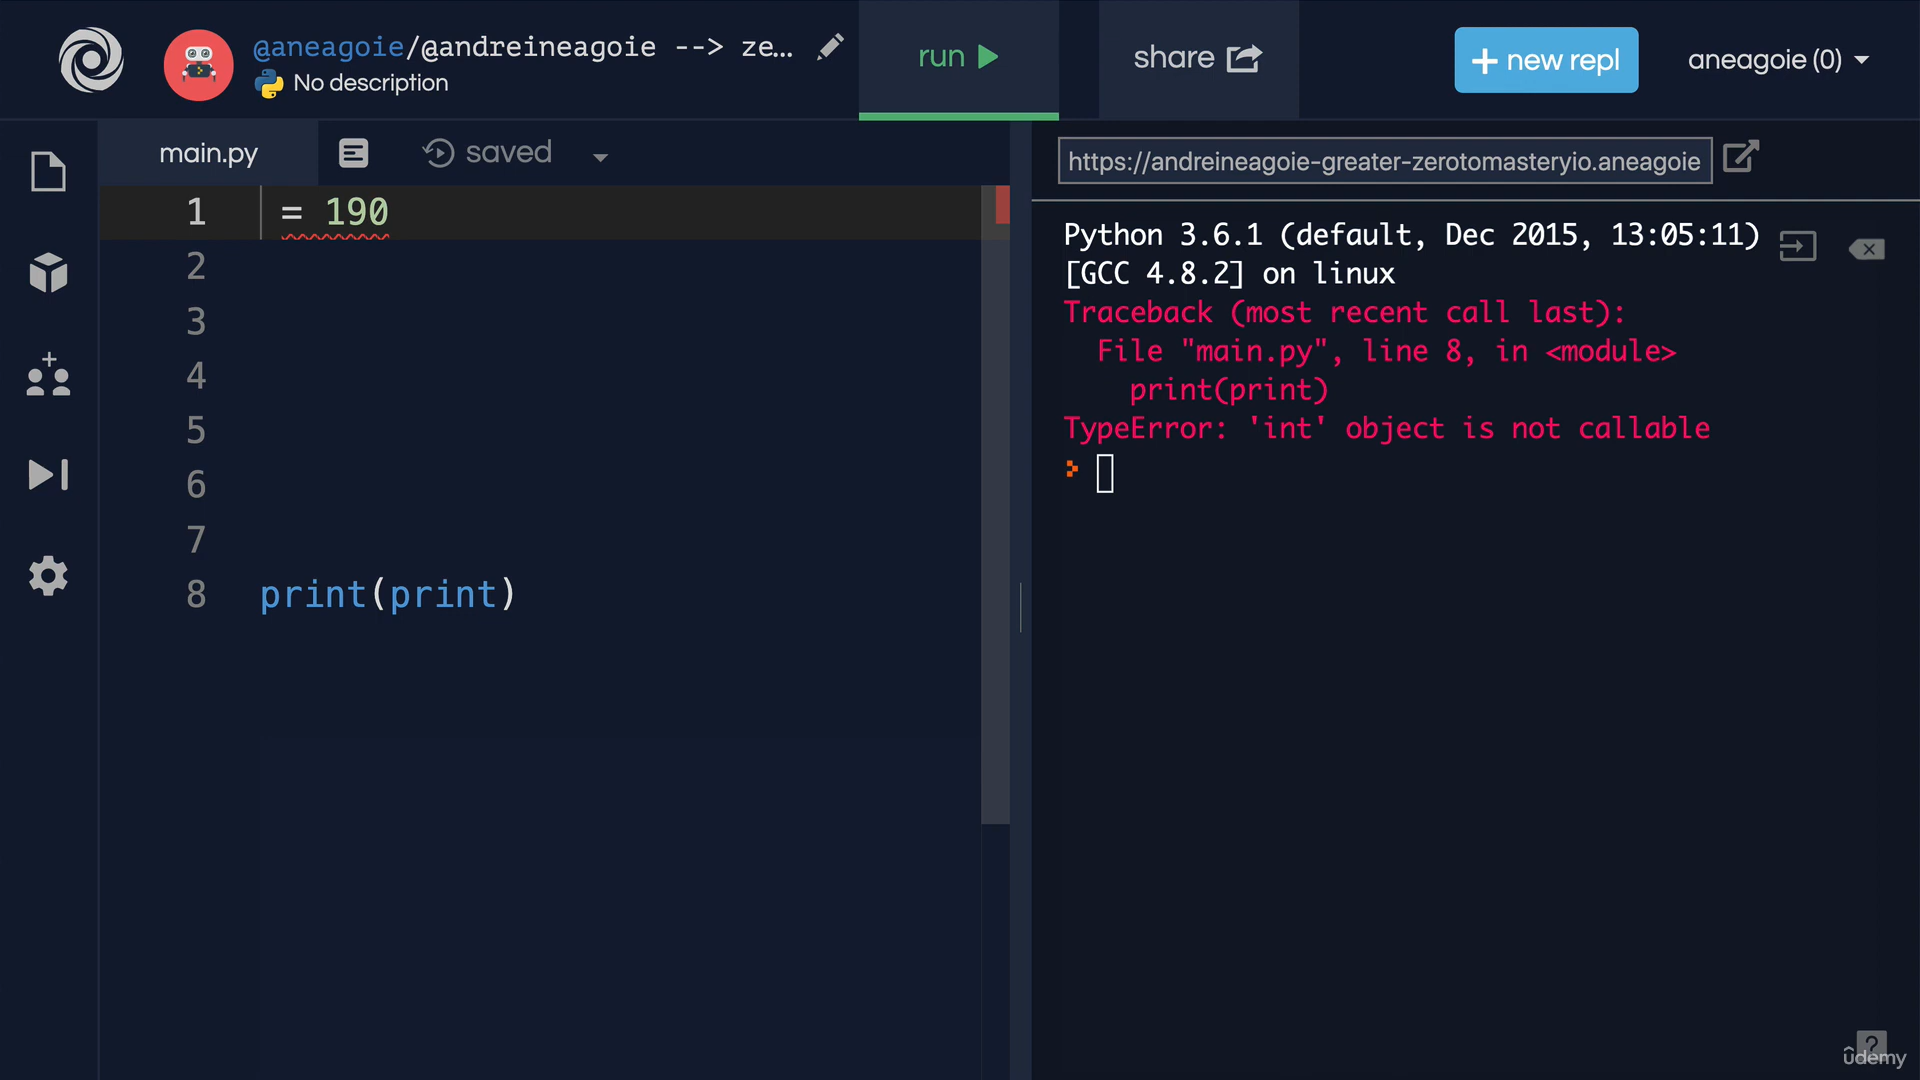 @aneagoie/@andreineagoie --> ze...
No description
run
share
+ new repl
aneagoie (0)
main.py
saved
1 = 190
2
3
4
5
6
7
8 print(print)
https://andreineagoie-greater-zerotomasteryio.aneagoie
Python 3.6.1 (default, Dec 2015, 13:05:11)
[GCC 4.8.2] on linux
Traceback (most recent call last):
File "main.py", line 8, in <module>
print(print)
TypeError: 'int' object is not callable
?
ûdemy